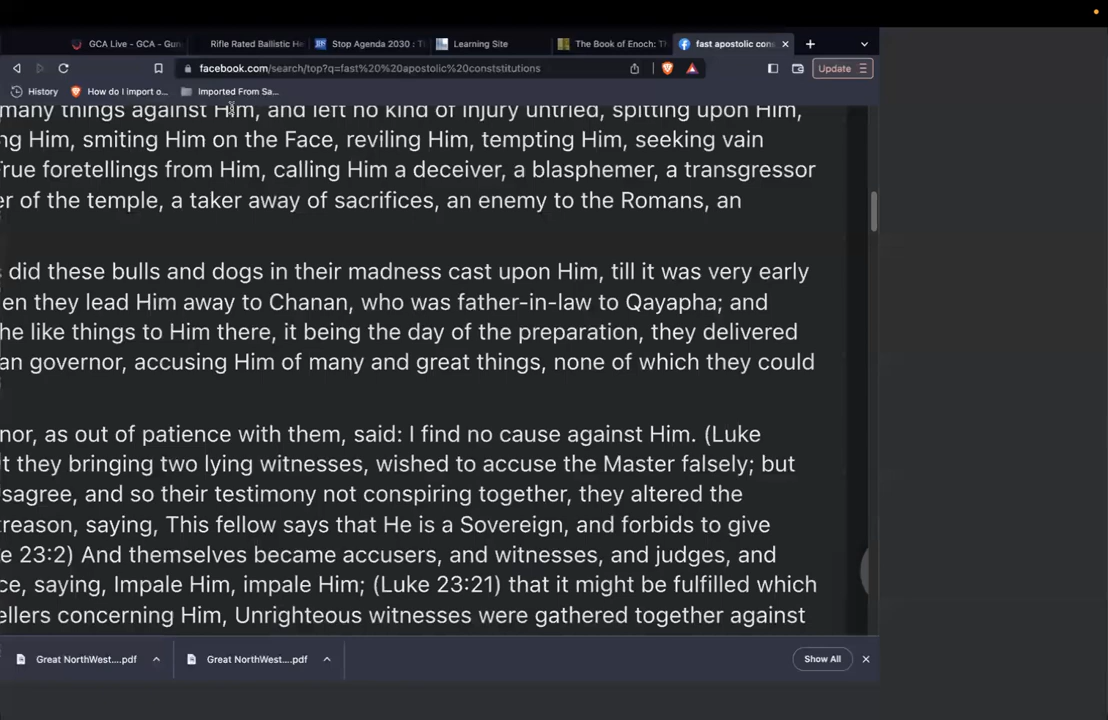 GCA Live - GCA - Gun
Rifle Rated Ballistic He
Stop Agenda 2030 : T
Learning Site
The Book of Enoch: Th
fast apostolic cons
facebook.com/search/top?q=fast%20%20apostolic%20conststitutions
Update
History
How do I import o...
Imported From Sa...
many things against Him, and left no kind of injury untried, spitting upon Him,
ng Him, smiting Him on the Face, reviling Him, tempting Him, seeking vain
rue foretellings from Him, calling Him a deceiver, a blasphemer, a transgressor
er of the temple, a taker away of sacrifices, an enemy to the Romans, an
s did these bulls and dogs in their madness cast upon Him, till it was very early
en they lead Him away to Chanan, who was father-in-law to Qayapha; and
he like things to Him there, it being the day of the preparation, they delivered
an governor, accusing Him of many and great things, none of which they could
nor, as out of patience with them, said: I find no cause against Him. (Luke
t they bringing two lying witnesses, wished to accuse the Master falsely; but
sagree, and so their testimony not conspiring together, they altered the
treason, saying, This fellow says that He is a Sovereign, and forbids to give
e 23:2) And themselves became accusers, and witnesses, and judges, and
ce, saying, Impale Him, impale Him; (Luke 23:21) that it might be fulfilled which
ellers concerning Him, Unrighteous witnesses were gathered together against
Great NorthWest....pdf
Great NorthWest....pdf
Show All